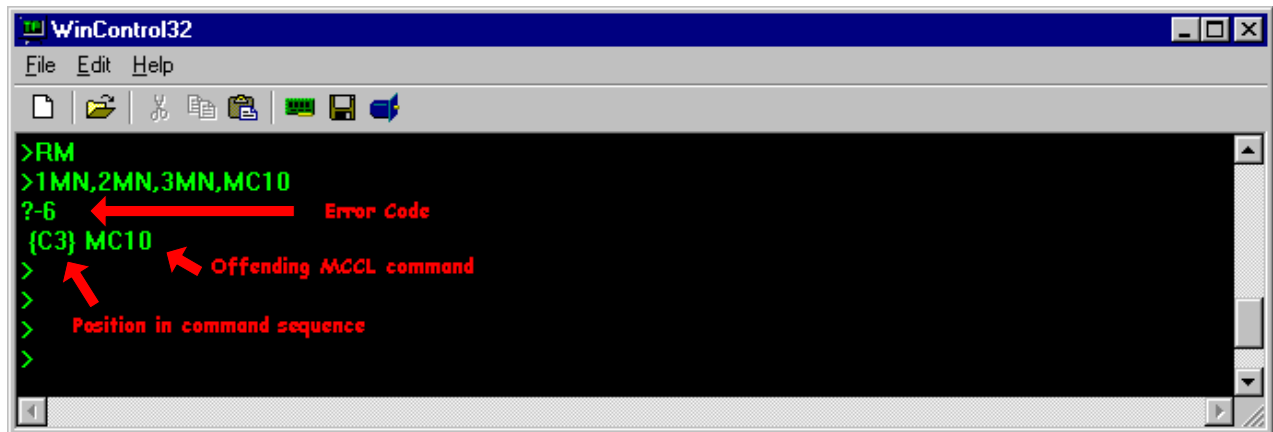 WinControl32
File Edit Help
>RM
>1MN,2MN,3MN,MC10
?-6 Error Code
{C3} MC10
> Offending MCCL command
>
> Position in command sequence
>